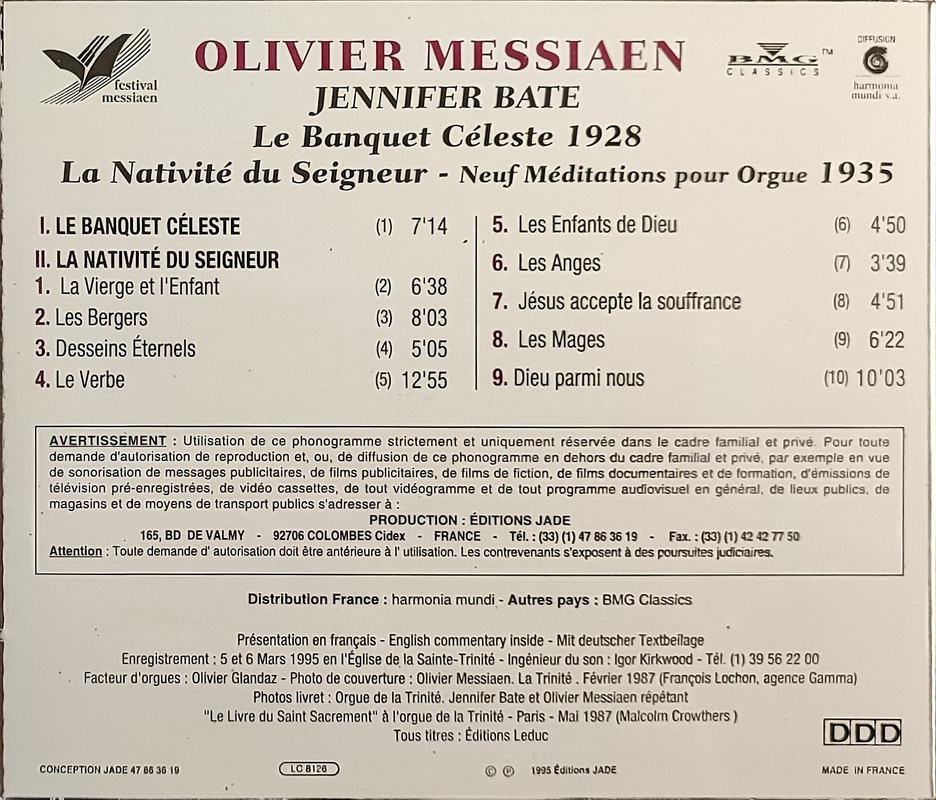 festival
messiaen
OLIVIER MESSIAEN
BMG™
CLASSICS
DIFFUSION
harmonia
mundi s.a.
JENNIFER BATE
Le Banquet Céleste 1928
La Nativité du Seigneur - Neuf Méditations pour Orgue 1935
I. LE BANQUET CÉLESTE (1) 7'14
II. LA NATIVITÉ DU SEIGNEUR
1. La Vierge et l'Enfant (2) 6'38
2. Les Bergers (3) 8'03
3. Desseins Éternels (4) 5'05
4. Le Verbe (5) 12'55
5. Les Enfants de Dieu (6) 4'50
6. Les Anges (7) 3'39
7. Jésus accepte la souffrance (8) 4'51
8. Les Mages (9) 6'22
9. Dieu parmi nous (10) 10'03
AVERTISSEMENT : Utilisation de ce phonogramme strictement et uniquement réservée dans le cadre familial et privé. Pour toute
demande d'autorisation de reproduction et, ou, de diffusion de ce phonogramme en dehors du cadre familial et privé, par exemple en vue
de sonorisation de messages publicitaires, de films publicitaires, de films de fiction, de films documentaires et de formation, d'émissions de
télévision pré-enregistrées, de vidéo cassettes, de tout vidéogramme et de tout programme audiovisuel en général, de lieux publics, de
magasins et de moyens de transport publics s'adresser à :
PRODUCTION : ÉDITIONS JADE
165, BD DE VALMY - 92706 COLOMBES Cidex - FRANCE - Tél. : (33) (1) 47 86 36 19 - Fax. : (33) (1) 42 42 77 50
Attention : Toute demande d' autorisation doit être antérieure à l' utilisation. Les contrevenants s'exposent à des poursuites judiciaires.
Distribution France : harmonia mundi - Autres pays : BMG Classics
Présentation en français - English commentary inside - Mit deutscher Textbeilage
Enregistrement : 5 et 6 Mars 1995 en l'Église de la Sainte-Trinité - Ingénieur du son : Igor Kirkwood - Tél. (1) 39 56 22 00
Facteur d'orgues : Olivier Glandaz - Photo de couverture : Olivier Messiaen. La Trinité . Février 1987 (François Lochon, agence Gamma)
Photos livret : Orgue de la Trinité. Jennifer Bate et Olivier Messiaen répétant
"Le Livre du Saint Sacrement" à l'orgue de la Trinité - Paris - Mai 1987 (Malcolm Crowthers )
Tous titres : Éditions Leduc
DDD
CONCEPTION JADE 47 86 36 19
LC 8126
© ℗ 1995 Éditions JADE
MADE IN FRANCE